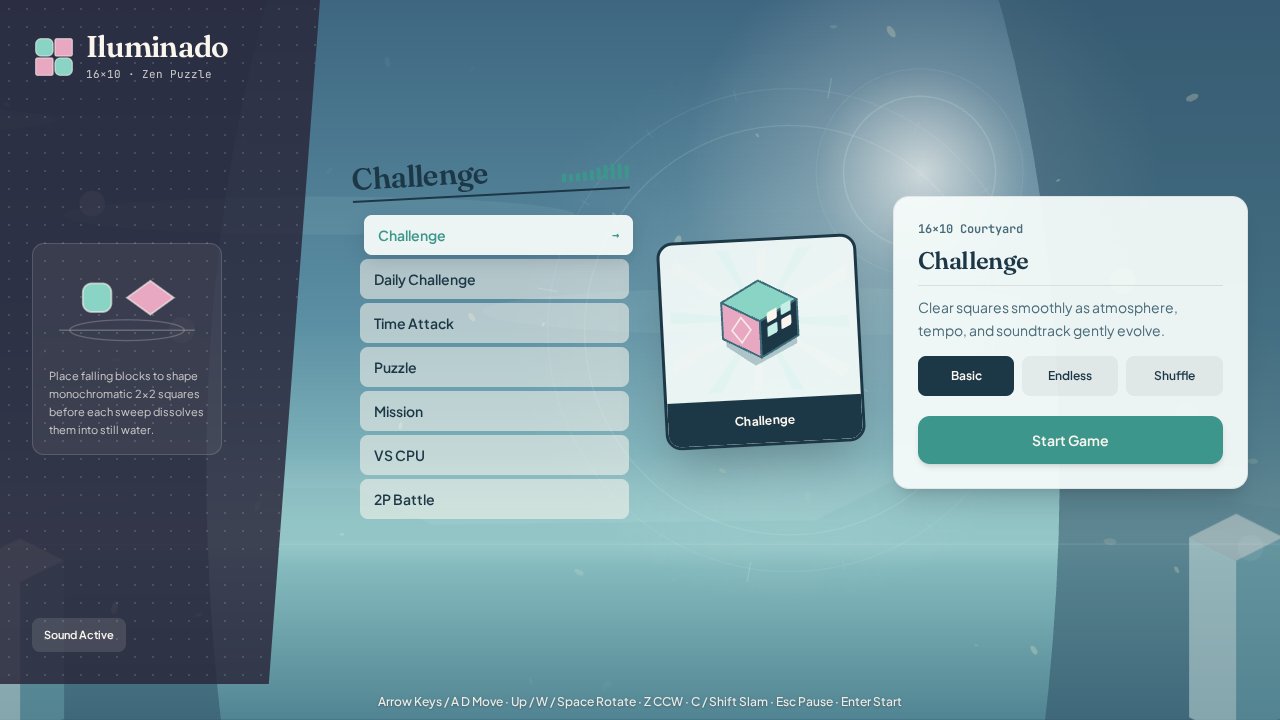 Iluminado
16×10 · Zen Puzzle
Place falling blocks to shape
monochromatic 2×2 squares
before each sweep dissolves
them into still water.
Sound Active
Challenge
Challenge →
Daily Challenge
Time Attack
Puzzle
Mission
VS CPU
2P Battle
Challenge
16×10 Courtyard
Challenge
Clear squares smoothly as atmosphere,
tempo, and soundtrack gently evolve.
Basic Endless Shuffle
Start Game
Arrow Keys / A D Move · Up / W / Space Rotate · Z CCW · C / Shift Slam · Esc Pause · Enter Start